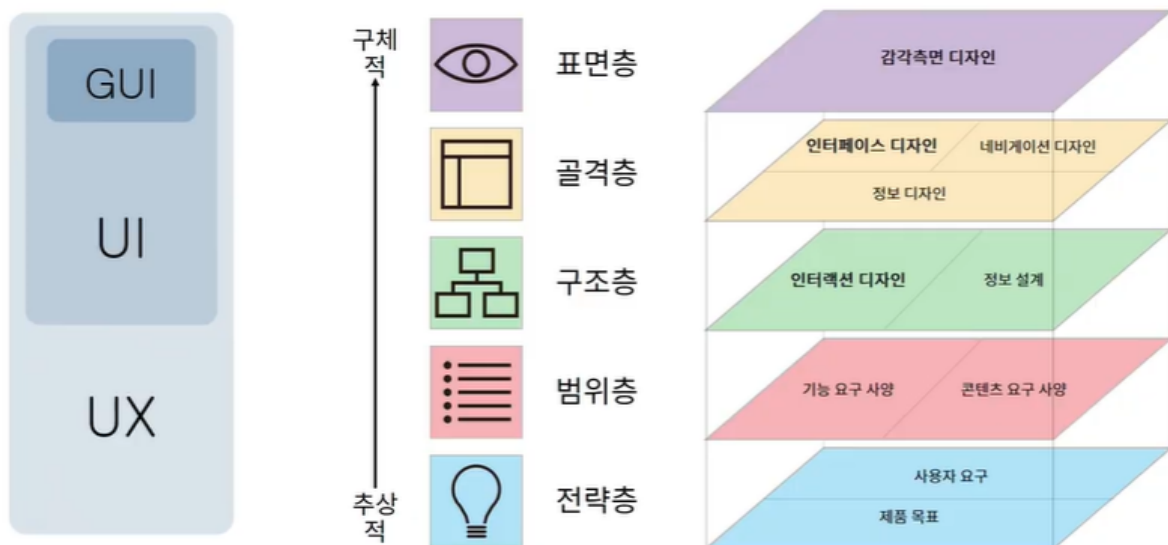 GUI
UI
UX
구체
적
추상
적
표면층
골격층
구조층
범위층
전략층
감각측면 디자인
인터페이스 디자인
네비게이션 디자인
정보 디자인
인터랙션 디자인
정보 설계
기능 요구 사양
콘텐츠 요구 사양
사용자 요구
제품 목표